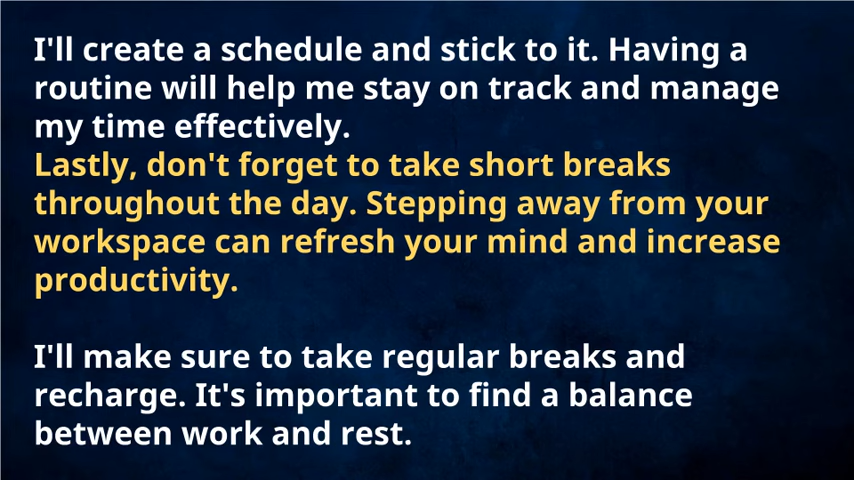 I'll create a schedule and stick to it. Having a
routine will help me stay on track and manage
my time effectively.
Lastly, don't forget to take short breaks
throughout the day. Stepping away from your
workspace can refresh your mind and increase
productivity.
I'll make sure to take regular breaks and
recharge. It's important to find a balance
between work and rest.